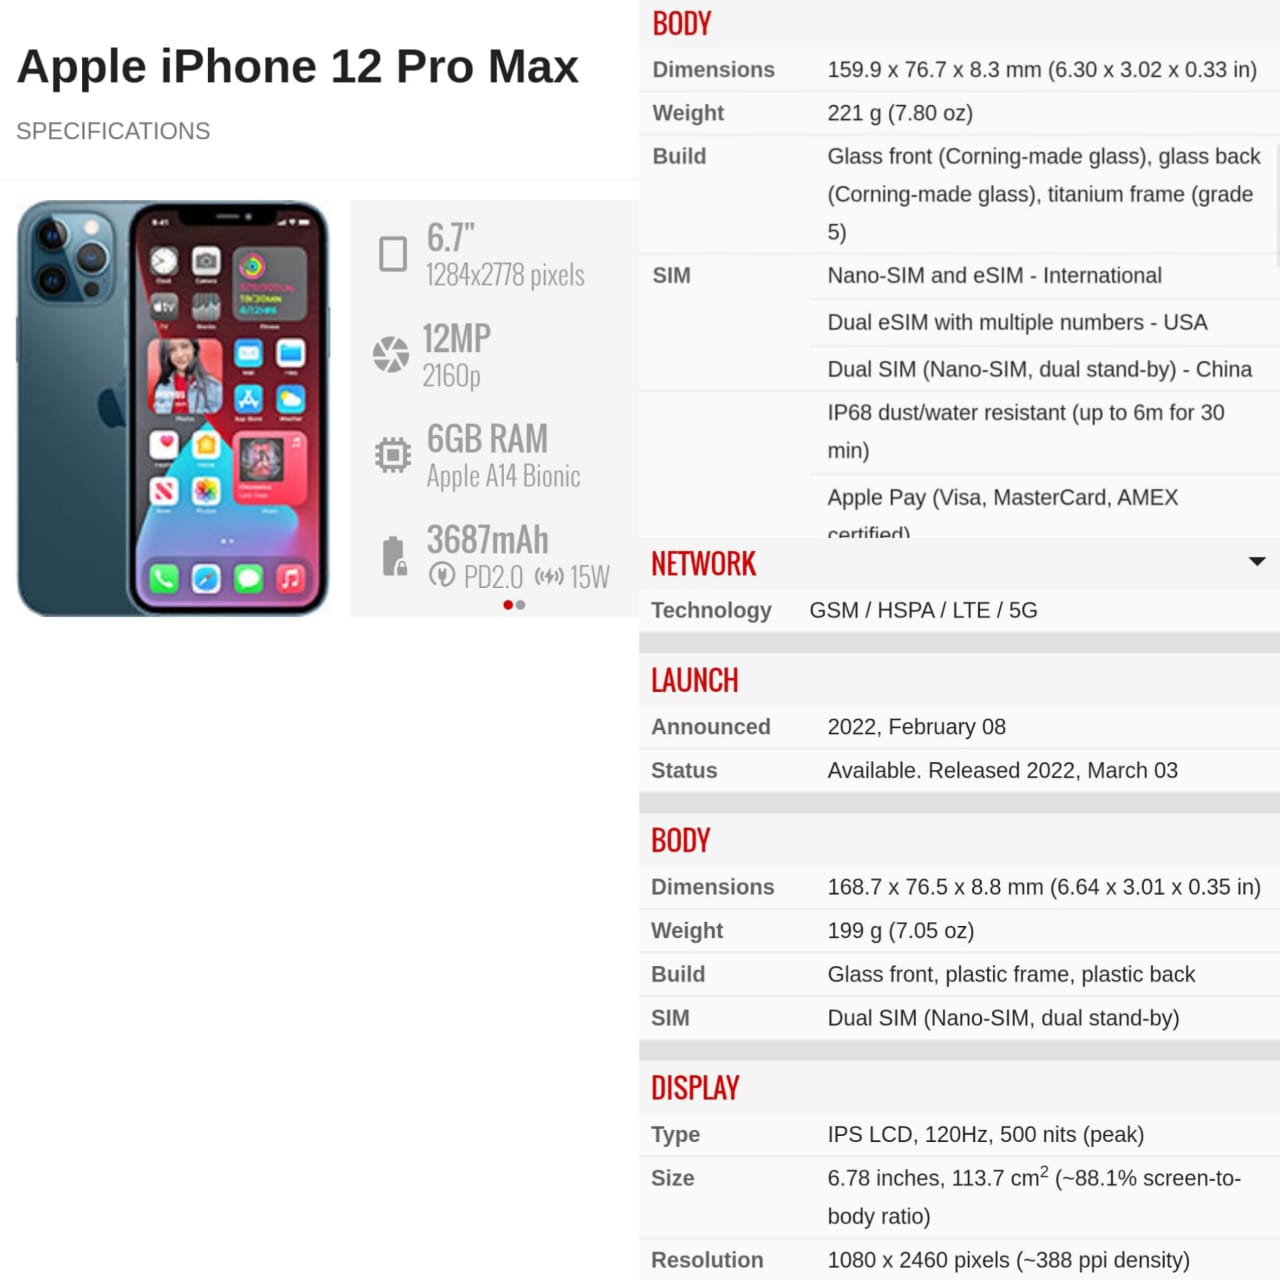 Apple iPhone 12 Pro Max
SPECIFICATIONS
6.7"
1284x2778 pixels
12MP
2160p
6GB RAM
Apple A14 Bionic
3687mAh
PD2.0 15W
BODY
Dimensions 159.9 x 76.7 x 8.3 mm (6.30 x 3.02 x 0.33 in)
Weight 221 g (7.80 oz)
Build Glass front (Corning-made glass), glass back
(Corning-made glass), titanium frame (grade
5)
SIM Nano-SIM and eSIM - International
Dual eSIM with multiple numbers - USA
Dual SIM (Nano-SIM, dual stand-by) - China
IP68 dust/water resistant (up to 6m for 30
min)
Apple Pay (Visa, MasterCard, AMEX
certified)
NETWORK
Technology GSM / HSPA / LTE / 5G
LAUNCH
Announced 2022, February 08
Status Available. Released 2022, March 03
BODY
Dimensions 168.7 x 76.5 x 8.8 mm (6.64 x 3.01 x 0.35 in)
Weight 199 g (7.05 oz)
Build Glass front, plastic frame, plastic back
SIM Dual SIM (Nano-SIM, dual stand-by)
DISPLAY
Type IPS LCD, 120Hz, 500 nits (peak)
Size 6.78 inches, 113.7 cm2 (~88.1% screen-to-
body ratio)
Resolution 1080 x 2460 pixels (~388 ppi density)